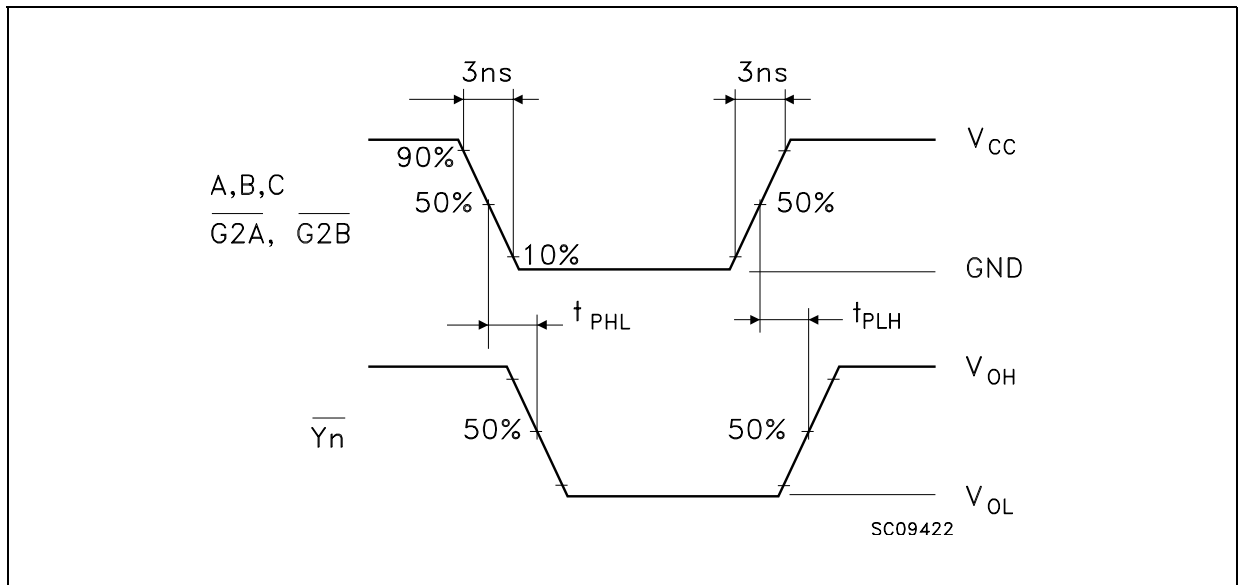 3ns 3ns
V_CC
90%
A,B,C
50% 50%
G2A, G2B
10%
GND
t_PHL t_PLH
V_OH
50% 50%
Yn
V_OL
SC09422